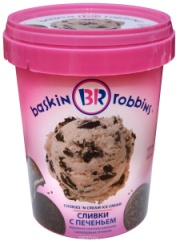 baskin BR robbins
COOKIES 'N CREAM ICE CREAM
СЛИВКИ
С ПЕЧЕНЬЕМ